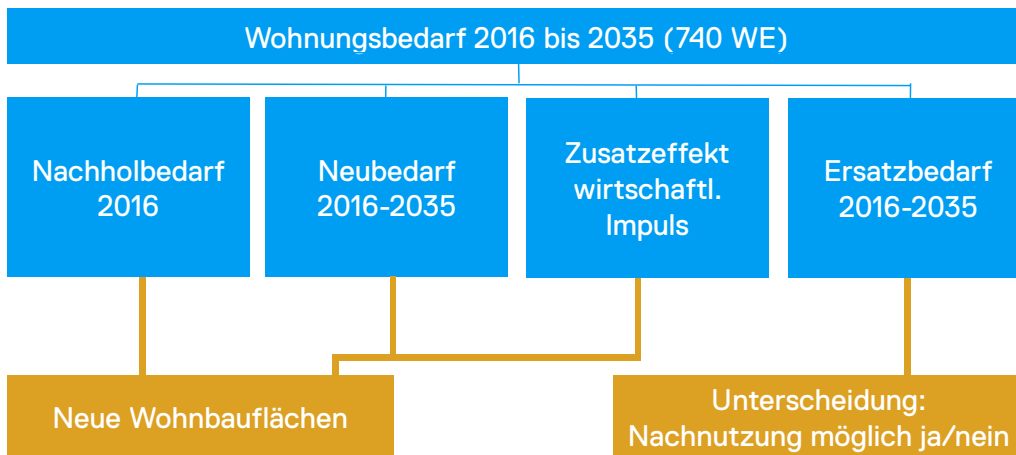 Wohnungsbedarf 2016 bis 2035 (740 WE)
Nachholbedarf
2016
Neubedarf
2016-2035
Zusatzeffekt
wirtschaftl.
Impuls
Ersatzbedarf
2016-2035
Neue Wohnbauflächen
Unterscheidung:
Nachnutzung möglich ja/nein